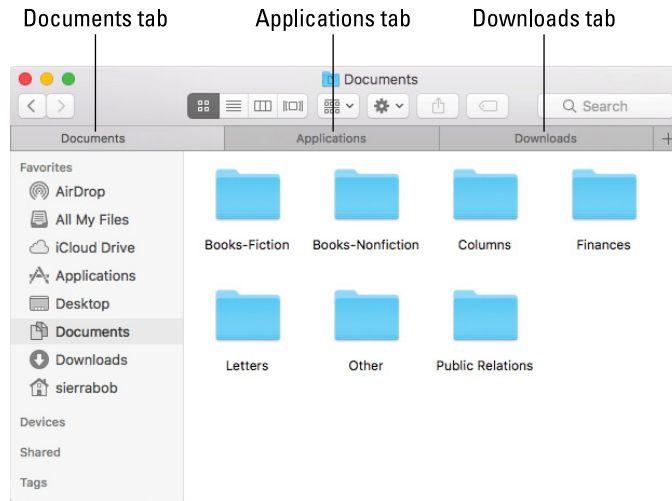 Documents tab Applications tab Downloads tab
Documents
Search
Documents Applications Downloads +
Favorites
AirDrop
All My Files
iCloud Drive
Applications
Desktop
Documents
Downloads
sierrabob
Devices
Shared
Tags
Books-Fiction Books-Nonfiction Columns Finances
Letters Other Public Relations